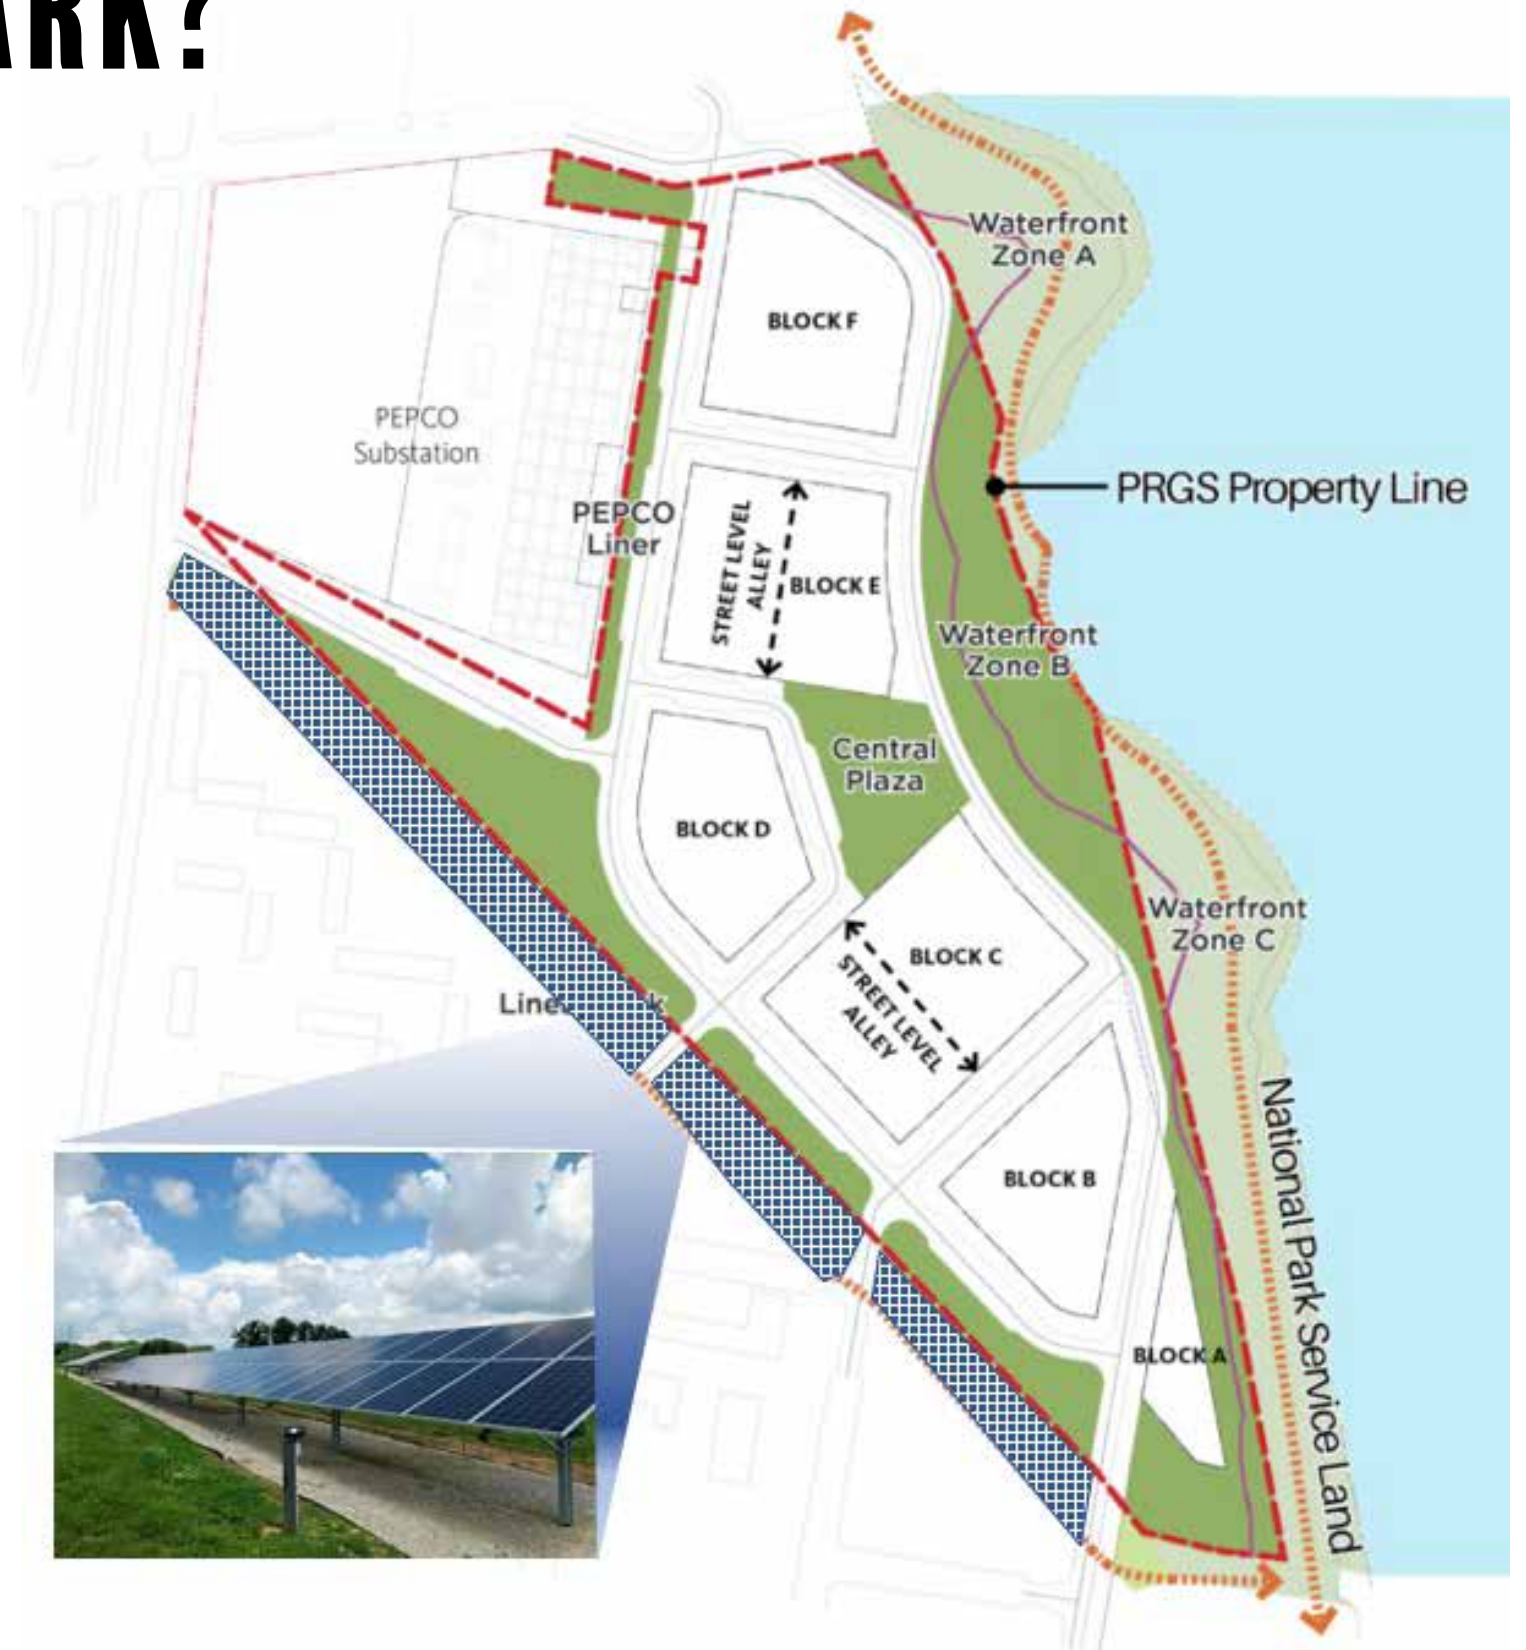 ARK?
Waterfront
Zone A
BLOCK F
PEPCO
Substation
PRGS Property Line
PEPCO
Liner
STREET LEVEL
ALLEY
BLOCK E
Waterfront
Zone B
Central
Plaza
BLOCK D
Waterfront
Zone C
BLOCK C
STREET LEVEL
ALLEY
Line
k
BLOCK B
National Park Service Land
BLOCK A